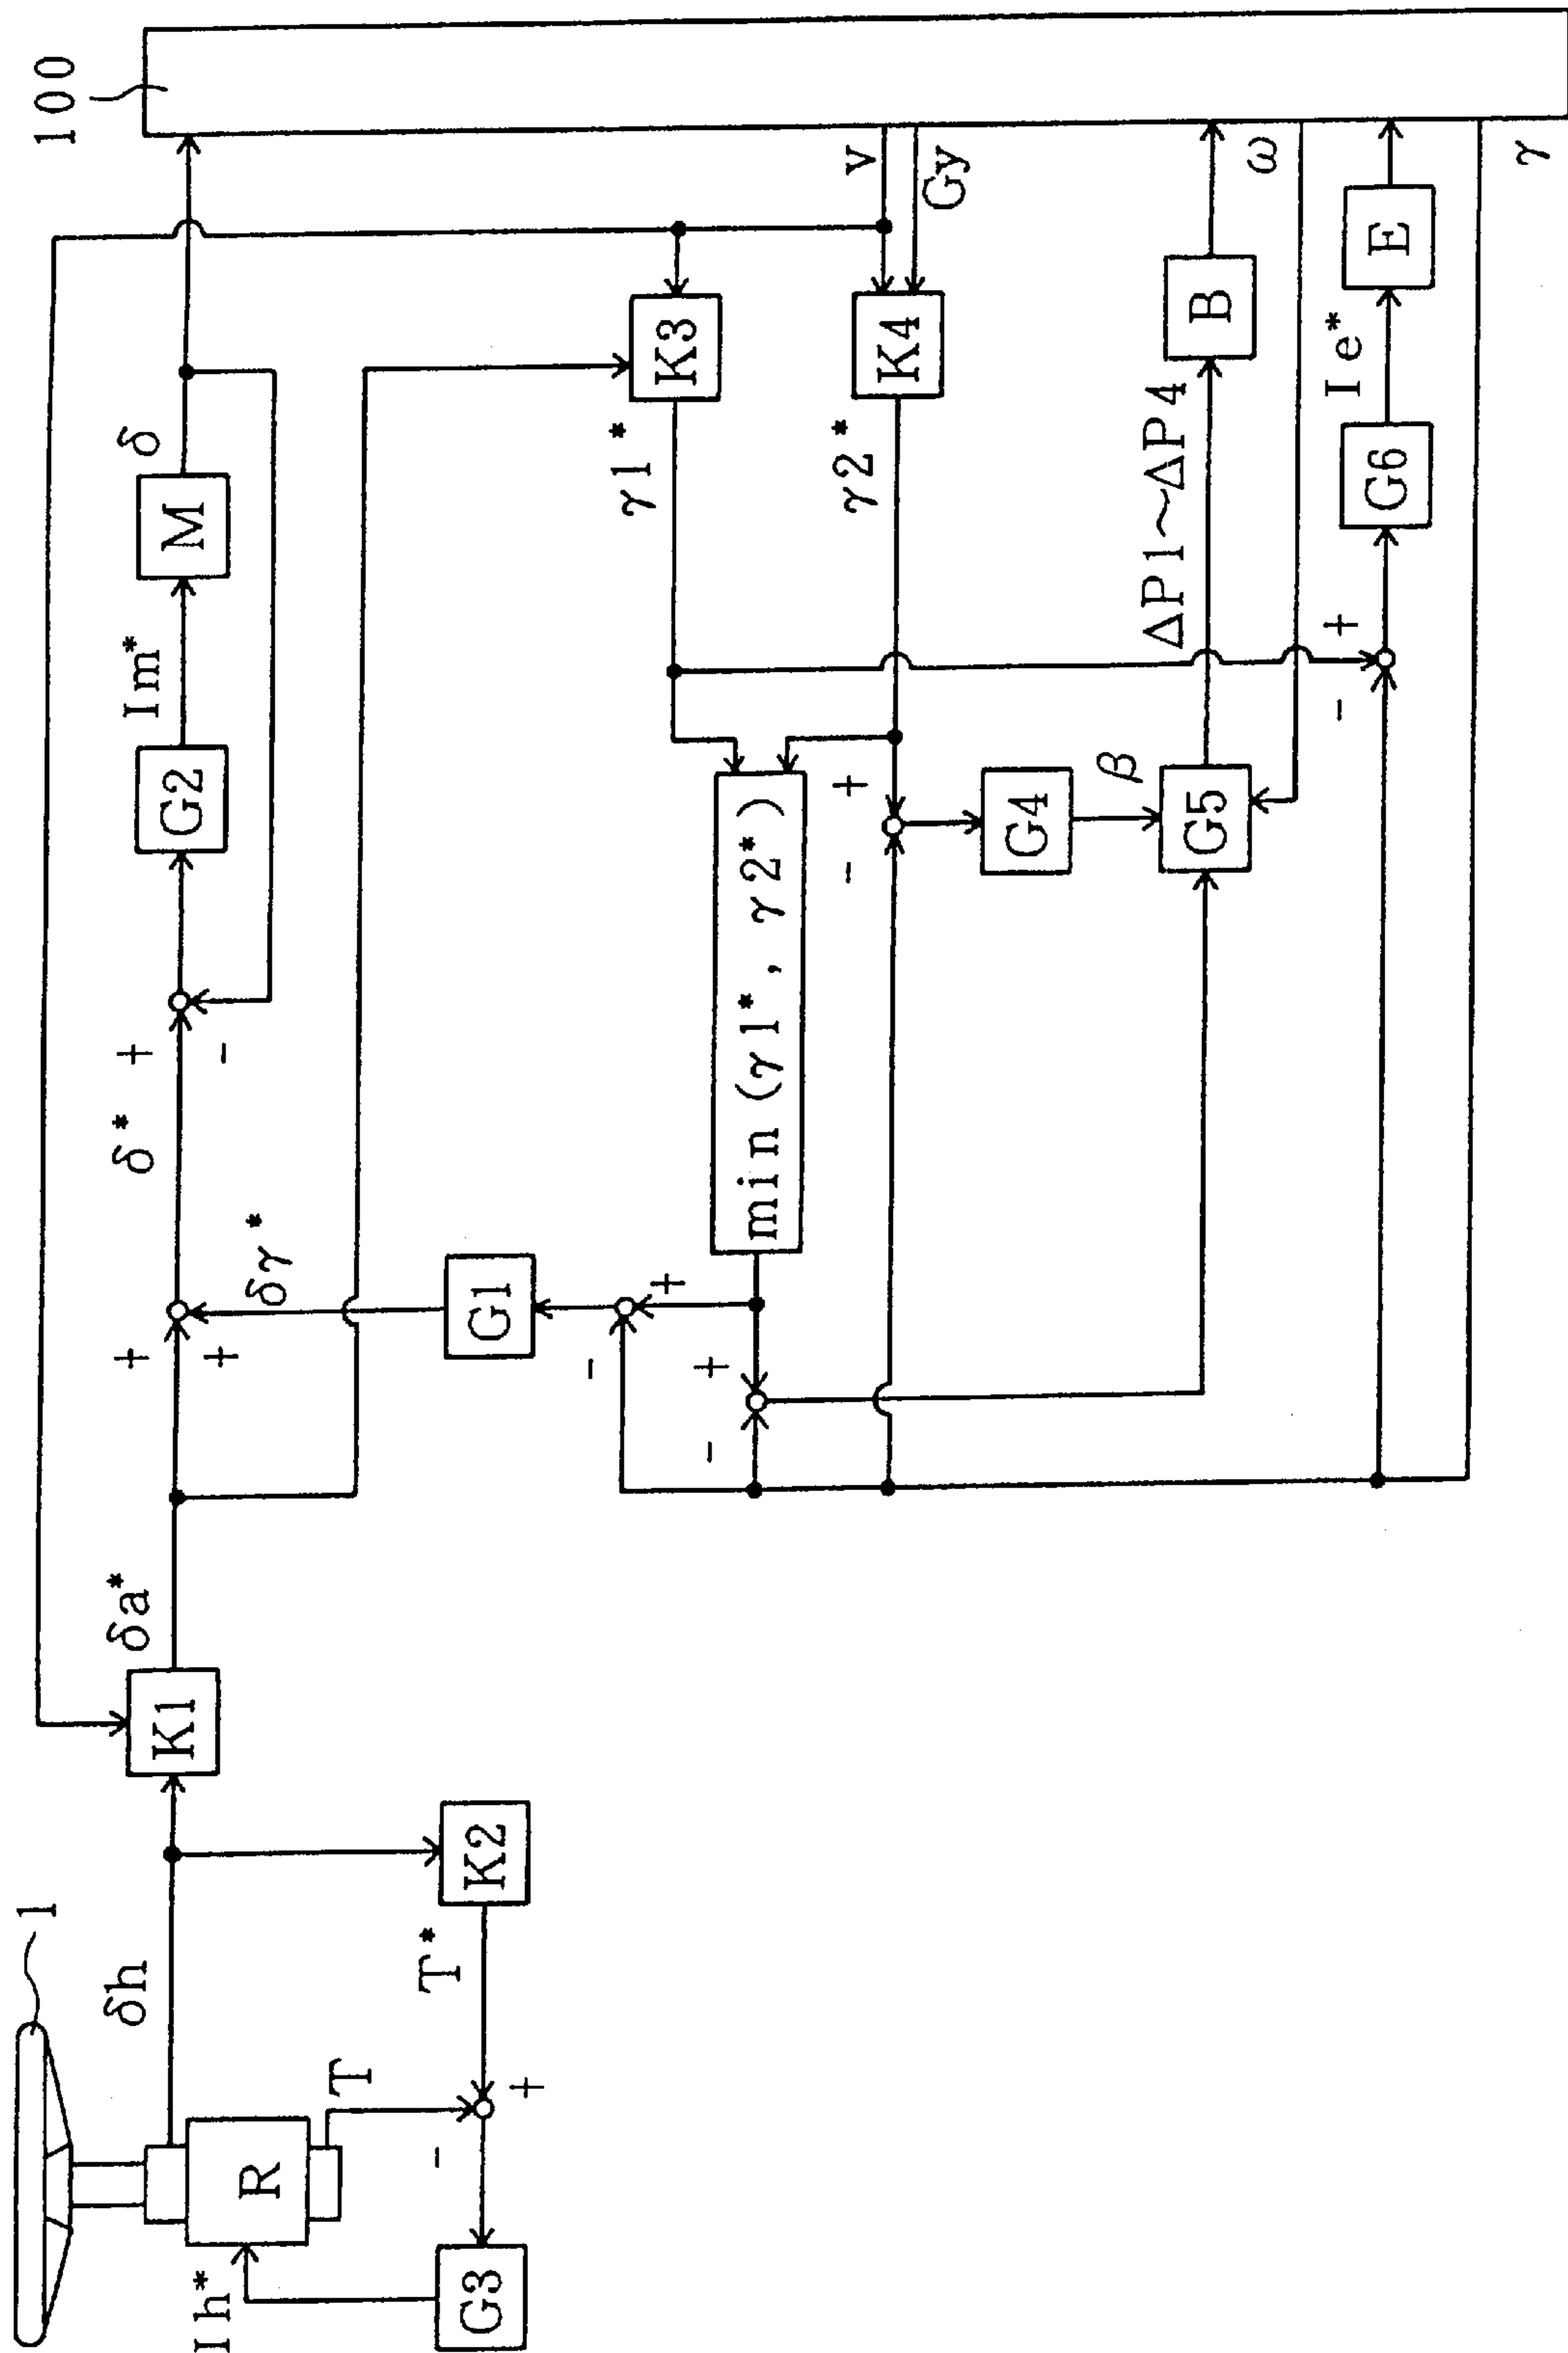 1
δh
R
Ih*
T
T*
G3
K2
K1
δa*
+
+
δγ*
δ*
+
-
G2
Im*
M
δ
100
G1
-
+
+
-
min (γ1* , γ2*)
γ1*
K3
γ2*
K4
v
Gy
+
-
G4
β
G5
ΔP1~ΔP4
B
ω
+
-
G6
Ie*
E
γ
-
+